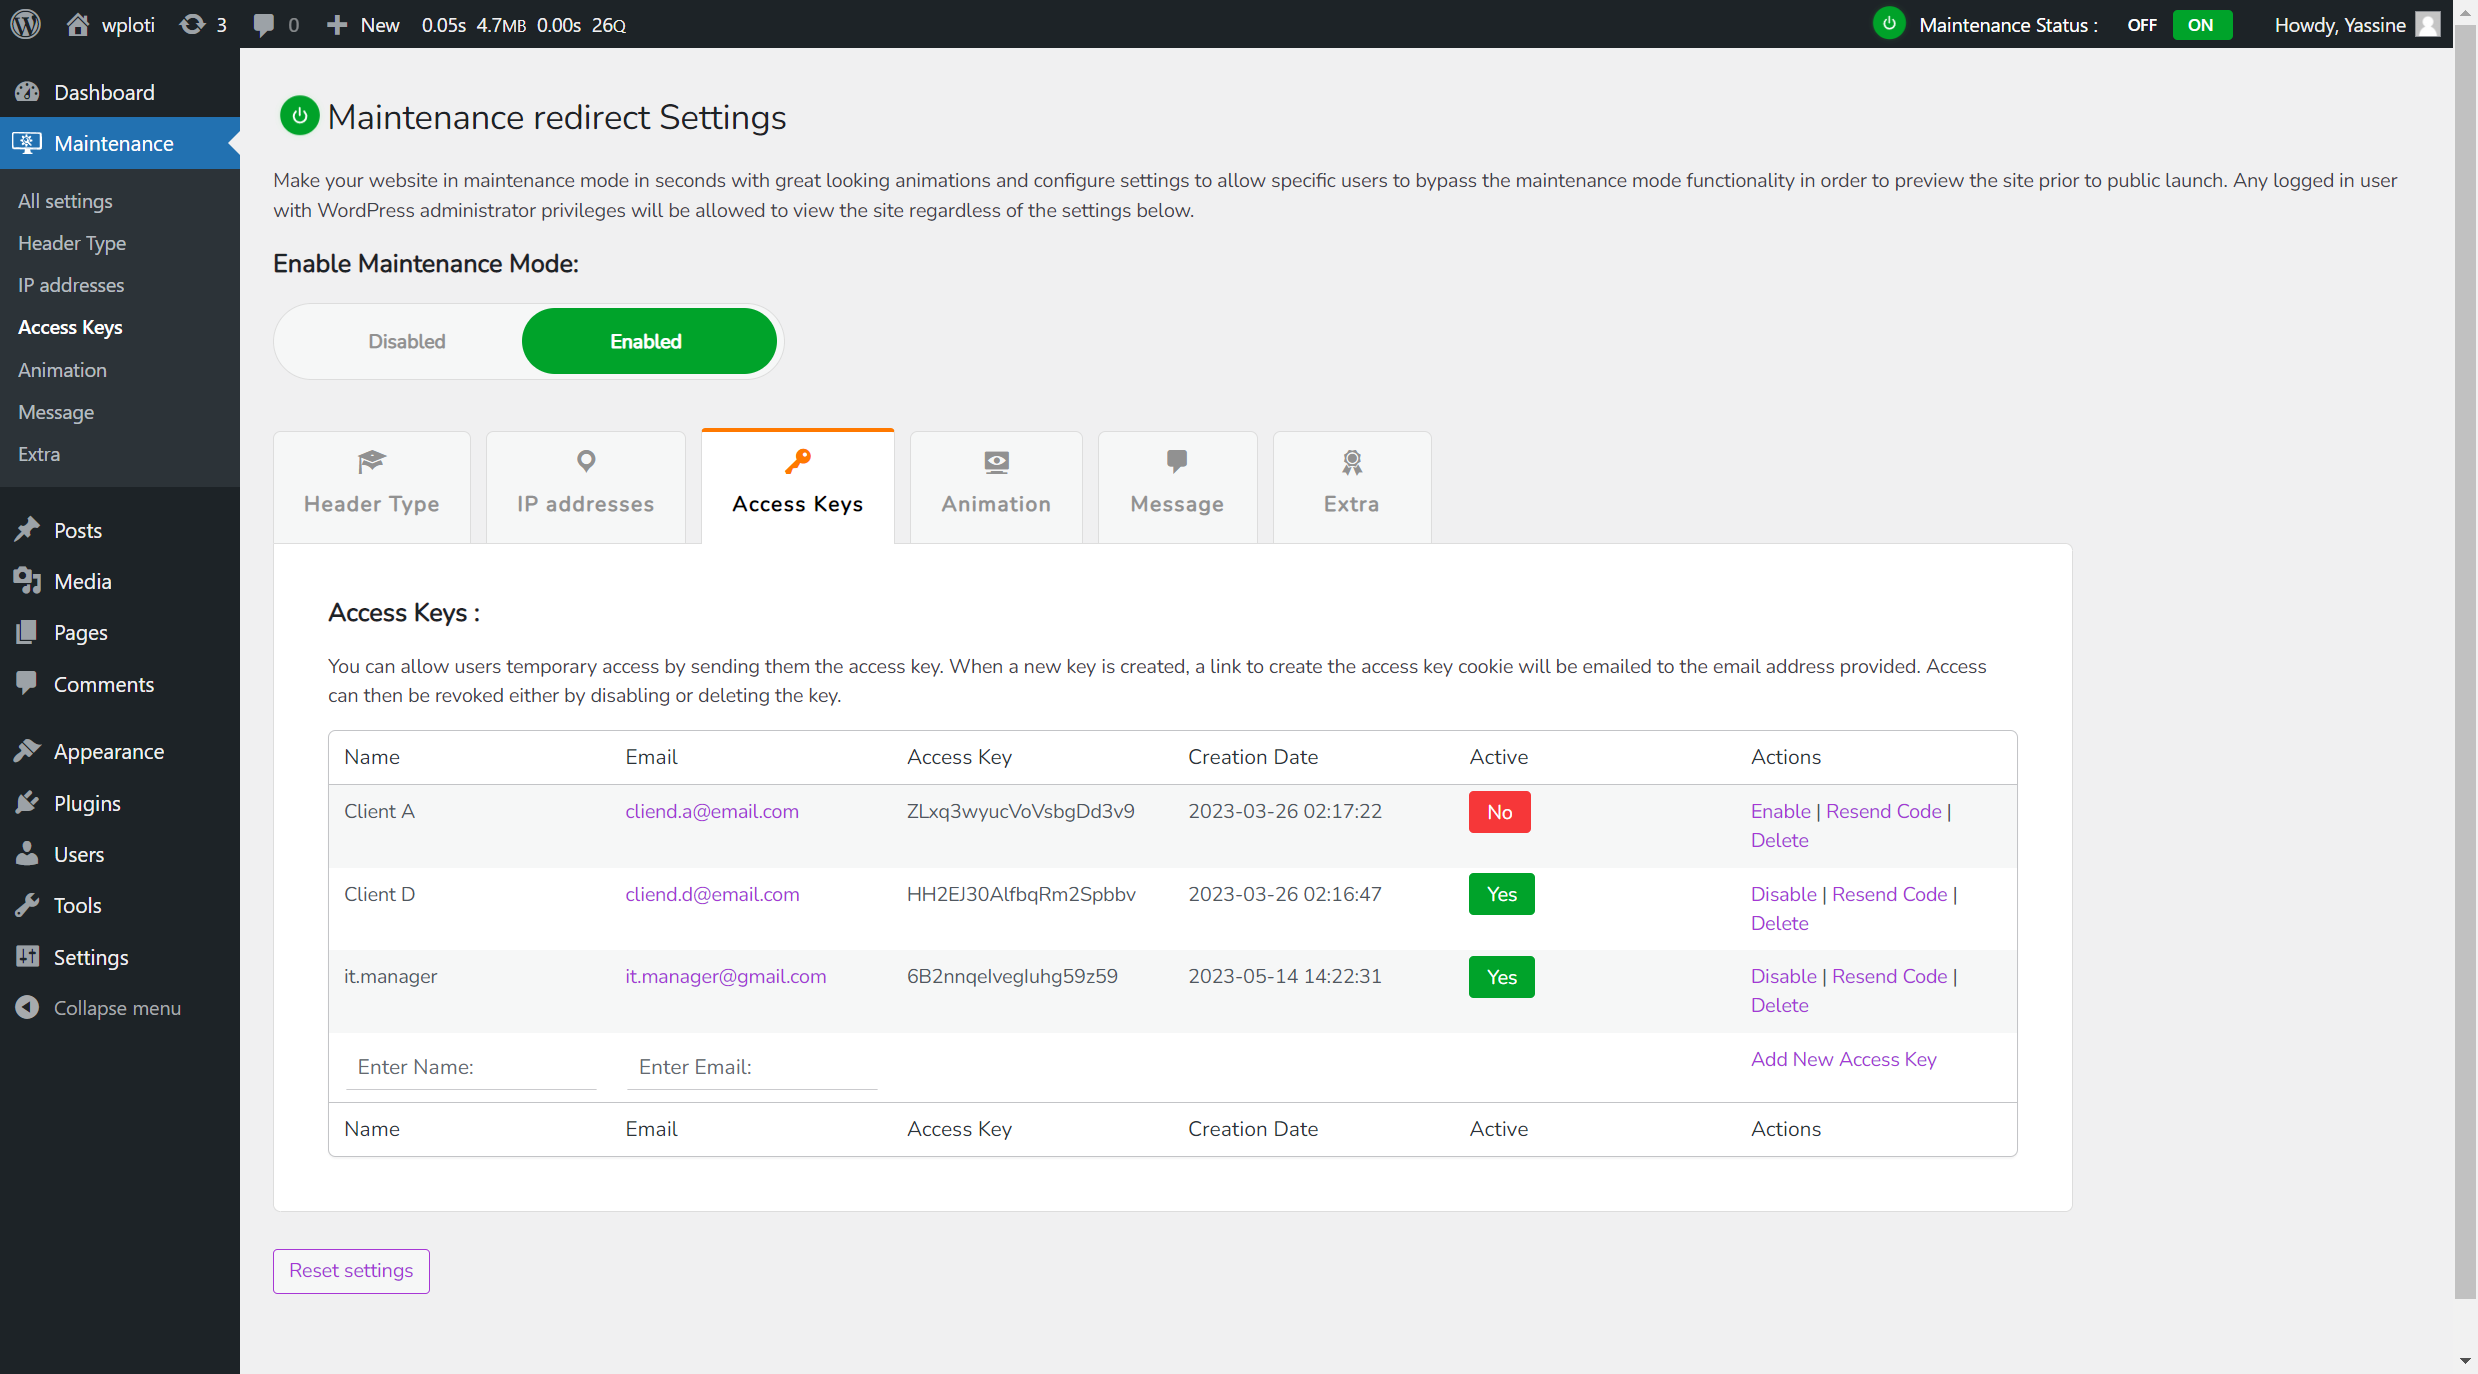 wploti 3 0 New 0.05s 4.7MB 0.00s 26Q Maintenance Status : OFF ON Howdy, Yassine
Dashboard
Maintenance
All settings
Header Type
IP addresses
Access Keys
Animation
Message
Extra
Posts
Media
Pages
Comments
Appearance
Plugins
Users
Tools
Settings
Collapse menu
Maintenance redirect Settings
Make your website in maintenance mode in seconds with great looking animations and configure settings to allow specific users to bypass the maintenance mode functionality in order to preview the site prior to public launch. Any logged in user
with WordPress administrator privileges will be allowed to view the site regardless of the settings below.
Enable Maintenance Mode:
Disabled Enabled
Header Type IP addresses Access Keys Animation Message Extra
Access Keys :
You can allow users temporary access by sending them the access key. When a new key is created, a link to create the access key cookie will be emailed to the email address provided. Access
can then be revoked either by disabling or deleting the key.
Name Email Access Key Creation Date Active Actions
Client A cliend.a@email.com ZLxq3wyucVoVsbgDd3v9 2023-03-26 02:17:22 No Enable | Resend Code |
Delete
Client D cliend.d@email.com HH2EJ30AlfbqRm2Spbbv 2023-03-26 02:16:47 Yes Disable | Resend Code |
Delete
it.manager it.manager@gmail.com 6B2nnqelvegluhg59z59 2023-05-14 14:22:31 Yes Disable | Resend Code |
Delete
Enter Name: Enter Email: Add New Access Key
Name Email Access Key Creation Date Active Actions
Reset settings